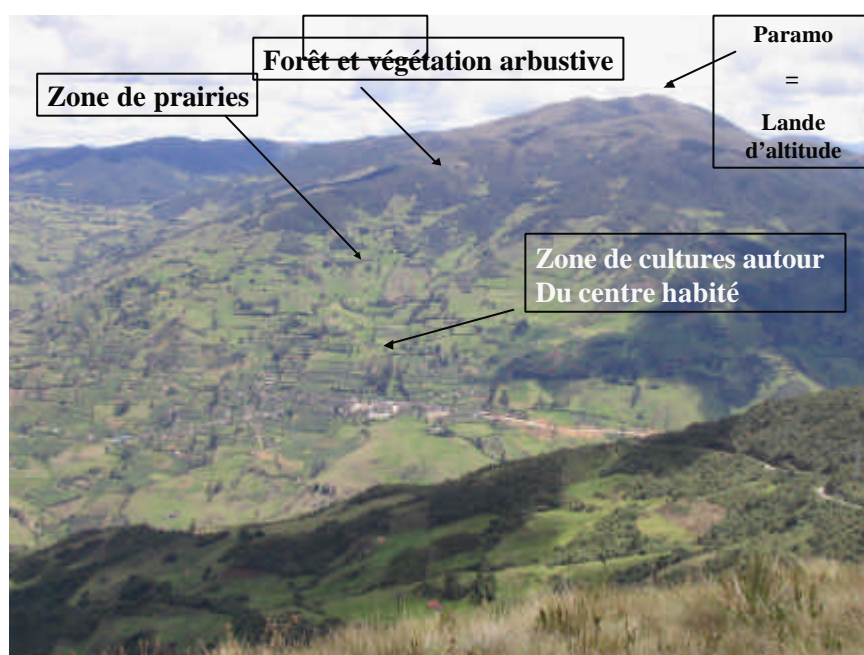 Paramo
=
Lande
d'altitude
Forêt et végétation arbustive
Zone de prairies
Zone de cultures autour
Du centre habité